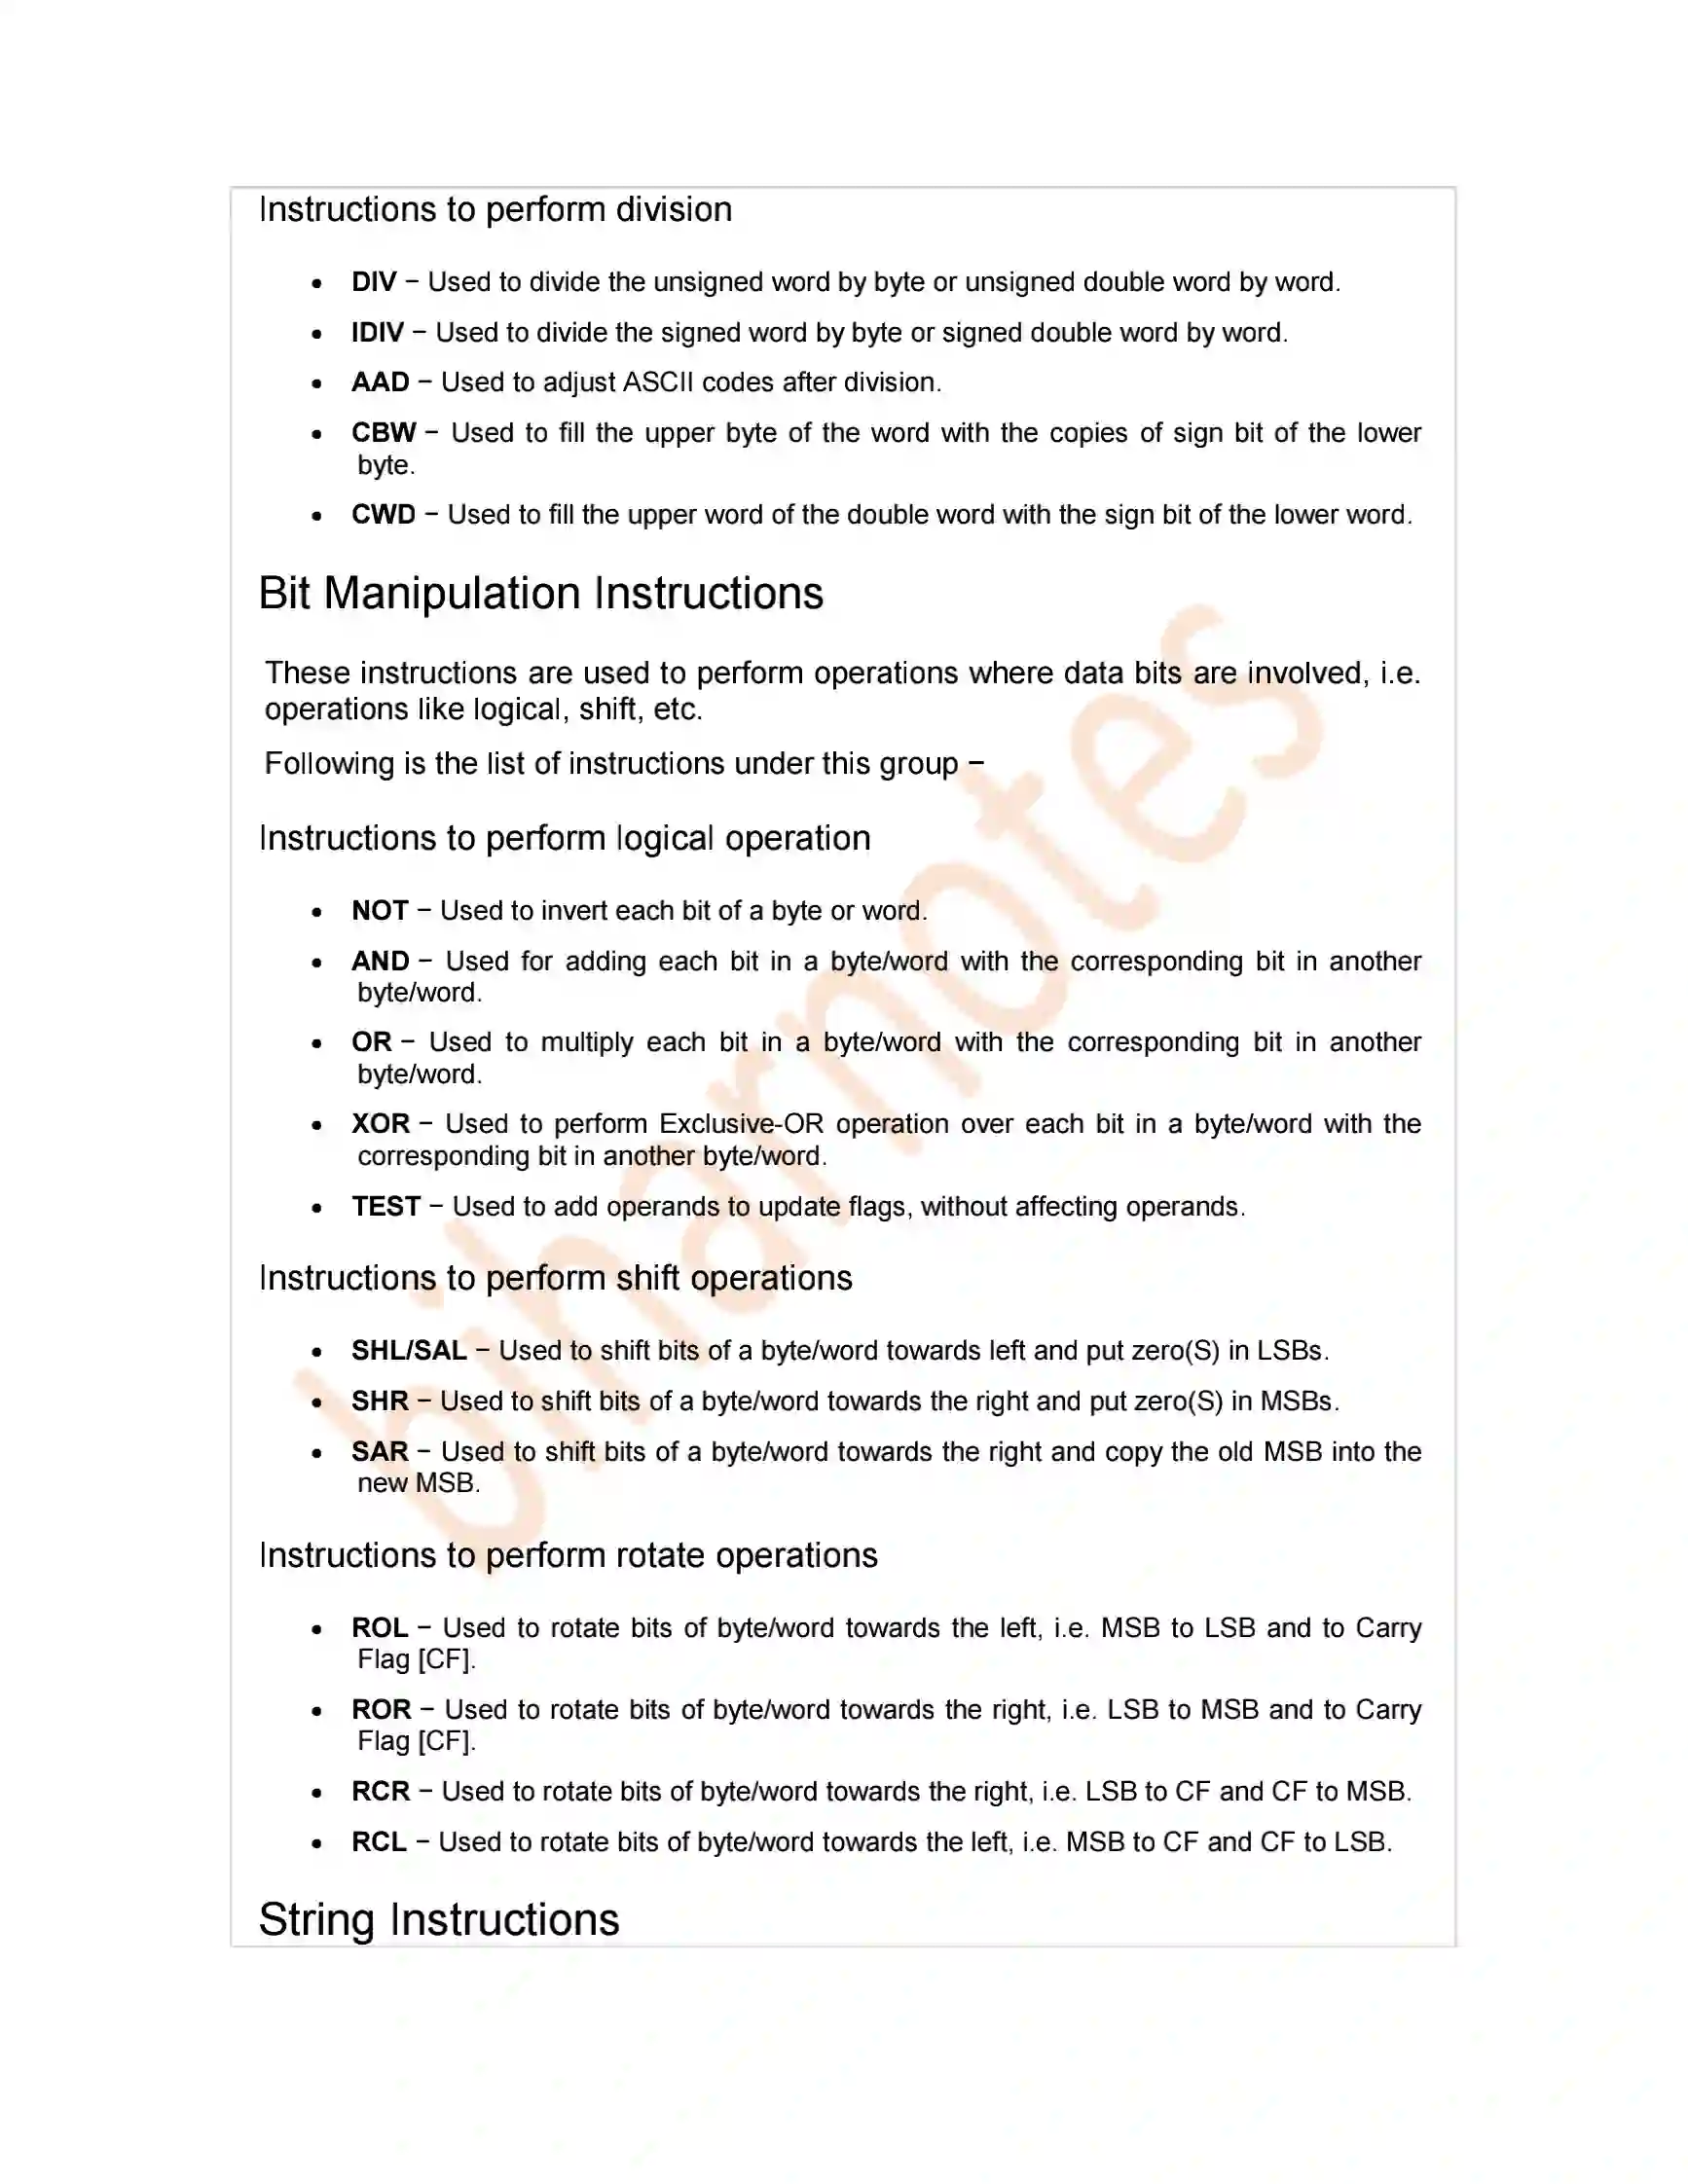 Instructions to perform division
• DIV − Used to divide the unsigned word by byte or unsigned double word by word.
• IDIV − Used to divide the signed word by byte or signed double word by word.
• AAD − Used to adjust ASCII codes after division.
• CBW − Used to fill the upper byte of the word with the copies of sign bit of the lower
byte.
• CWD − Used to fill the upper word of the double word with the sign bit of the lower word.
Bit Manipulation Instructions
These instructions are used to perform operations where data bits are involved, i.e.
operations like logical, shift, etc.
Following is the list of instructions under this group −
Instructions to perform logical operation
• NOT − Used to invert each bit of a byte or word.
• AND − Used for adding each bit in a byte/word with the corresponding bit in another
byte/word.
• OR − Used to multiply each bit in a byte/word with the corresponding bit in another
byte/word.
• XOR − Used to perform Exclusive-OR operation over each bit in a byte/word with the
corresponding bit in another byte/word.
• TEST − Used to add operands to update flags, without affecting operands.
Instructions to perform shift operations
• SHL/SAL − Used to shift bits of a byte/word towards left and put zero(S) in LSBs.
• SHR − Used to shift bits of a byte/word towards the right and put zero(S) in MSBs.
• SAR − Used to shift bits of a byte/word towards the right and copy the old MSB into the
new MSB.
Instructions to perform rotate operations
• ROL − Used to rotate bits of byte/word towards the left, i.e. MSB to LSB and to Carry
Flag [CF].
• ROR − Used to rotate bits of byte/word towards the right, i.e. LSB to MSB and to Carry
Flag [CF].
• RCR − Used to rotate bits of byte/word towards the right, i.e. LSB to CF and CF to MSB.
• RCL − Used to rotate bits of byte/word towards the left, i.e. MSB to CF and CF to LSB.
String Instructions
biharnotes